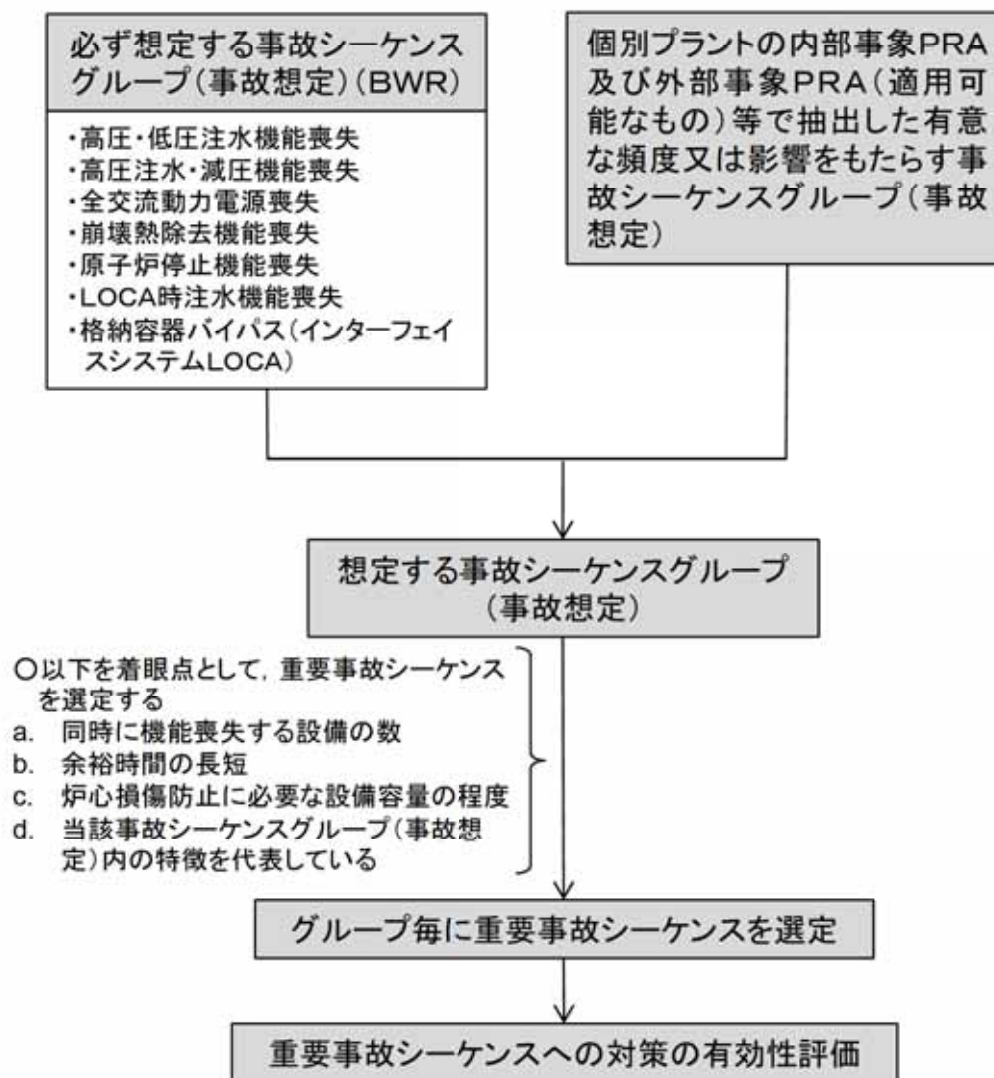 必ず想定する事故シーケンス
グループ(事故想定)(BWR)
・高圧・低圧注水機能喪失
・高圧注水・減圧機能喪失
・全交流動力電源喪失
・崩壊熱除去機能喪失
・原子炉停止機能喪失
・LOCA時注水機能喪失
・格納容器バイパス(インターフェイ
スシステムLOCA)
個別プラントの内部事象PRA
及び外部事象PRA(適用可
能なもの)等で抽出した有意
な頻度又は影響をもたらす事
故シーケンスグループ(事故
想定)
想定する事故シーケンスグループ
(事故想定)
○以下を着眼点として,重要事故シーケンス
を選定する
a. 同時に機能喪失する設備の数
b. 余裕時間の長短
c. 炉心損傷防止に必要な設備容量の程度
d. 当該事故シーケンスグループ(事故想
定)内の特徴を代表している
グループ毎に重要事故シーケンスを選定
重要事故シーケンスへの対策の有効性評価